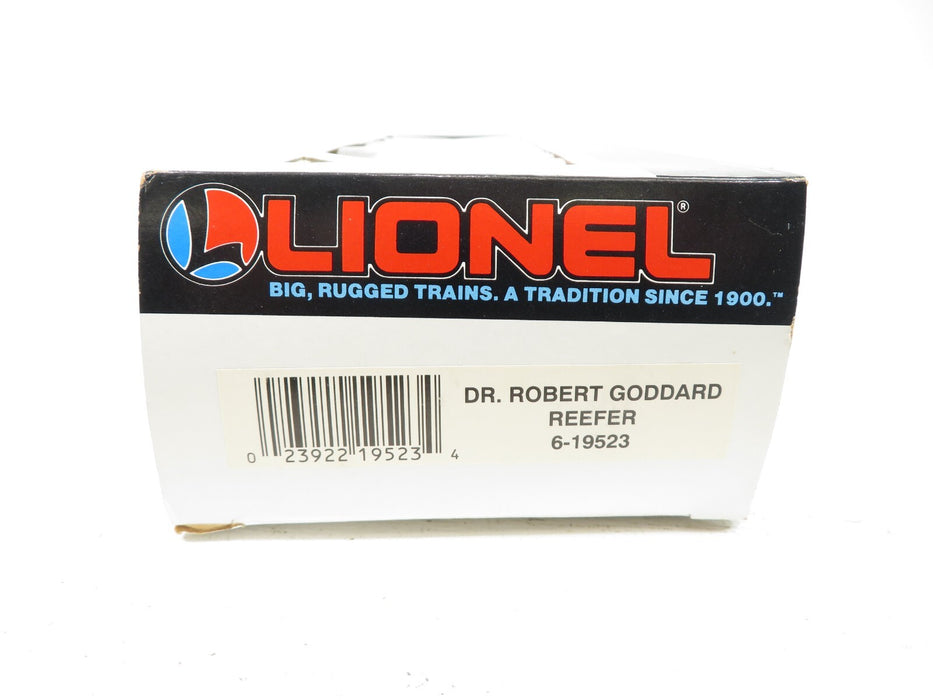 LIONEL®
BIG, RUGGED TRAINS. A TRADITION SINCE 1900.™
DR. ROBERT GODDARD
REEFER
6-19523
0 23922 19523 4